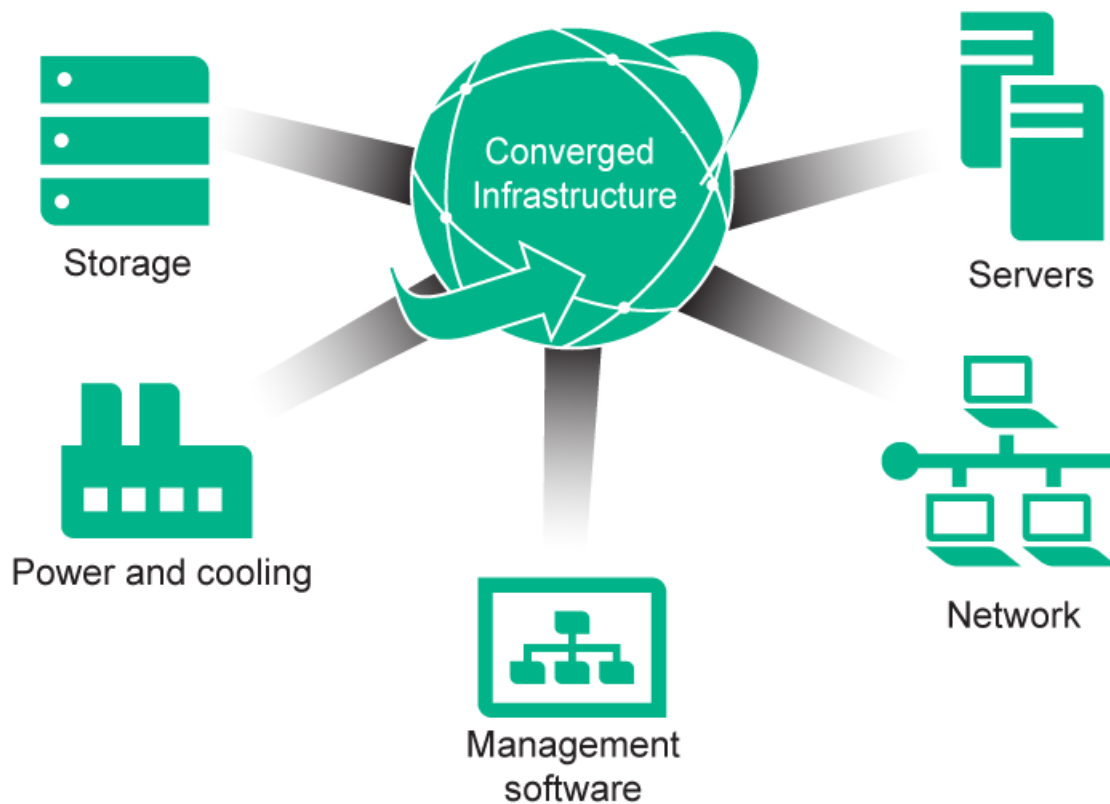 Converged
Infrastructure
Storage
Servers
Power and cooling
Network
Management
software